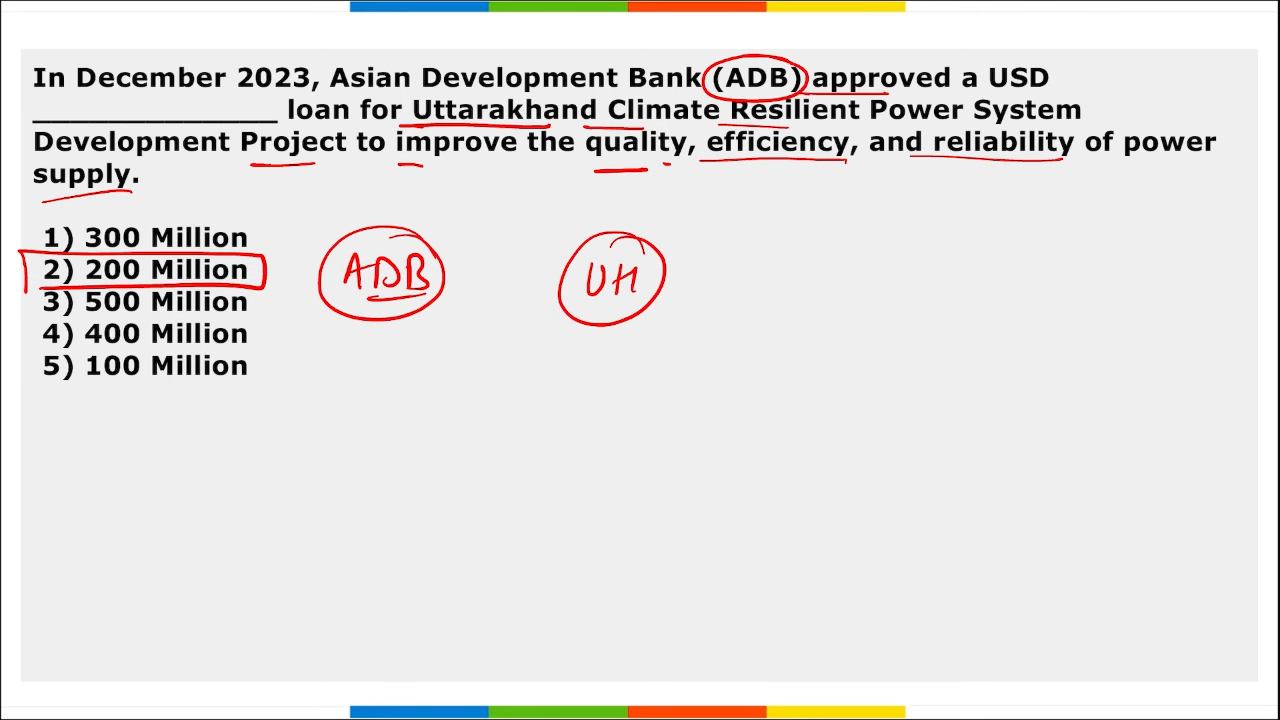 In December 2023, Asian Development Bank (ADB) approved a USD
_________________ loan for Uttarakhand Climate Resilient Power System
Development Project to improve the quality, efficiency, and reliability of power
supply.
1) 300 Million
2) 200 Million
3) 500 Million
4) 400 Million
5) 100 Million
ADB
UH